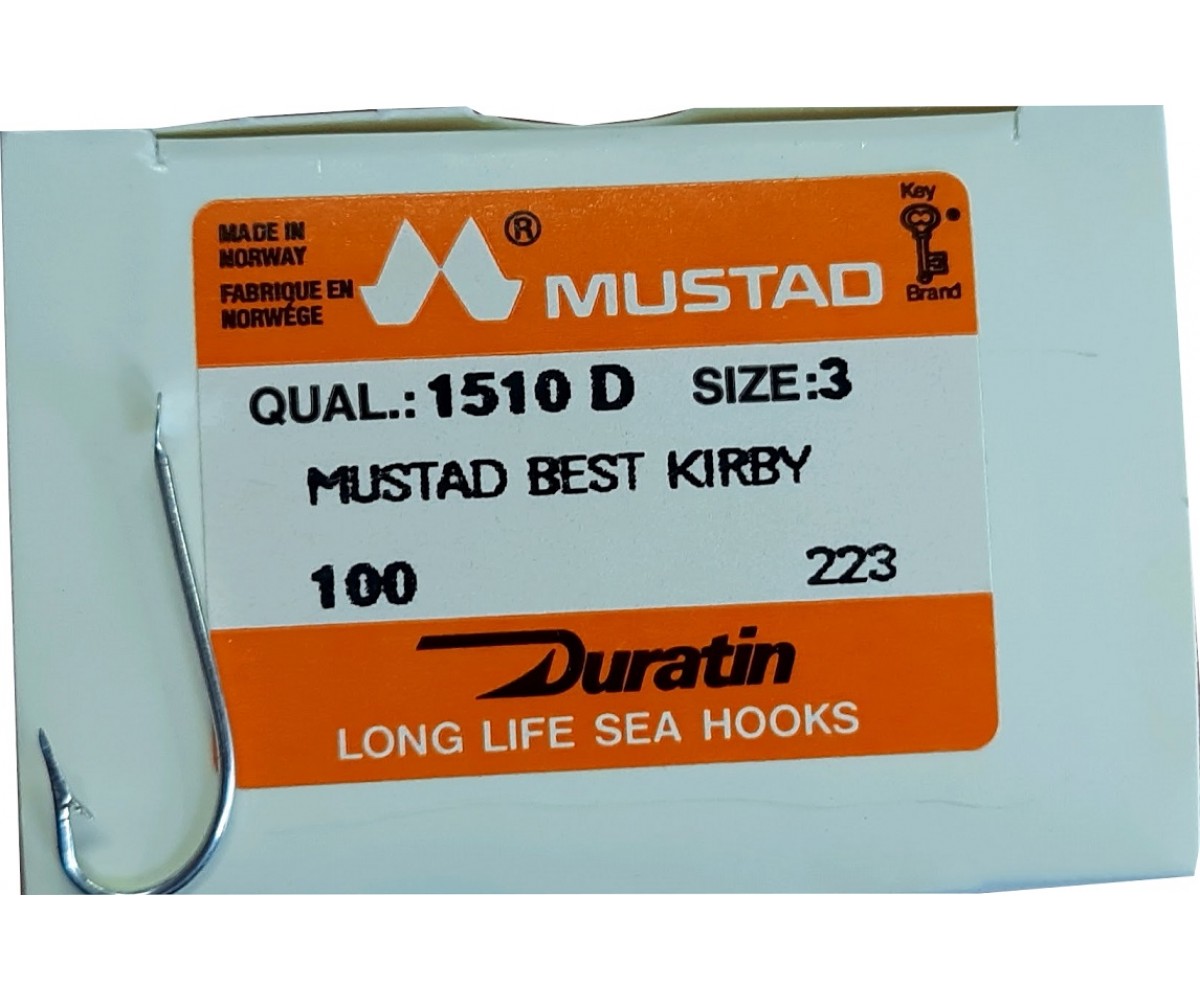 MADE IN
NORWAY
FABRIQUE EN
NORWÉGE
® MUSTAD
Key
Brand
QUAL.: 1510 D SIZE:3
MUSTAD BEST KIRBY
100 223
Duratin
LONG LIFE SEA HOOKS